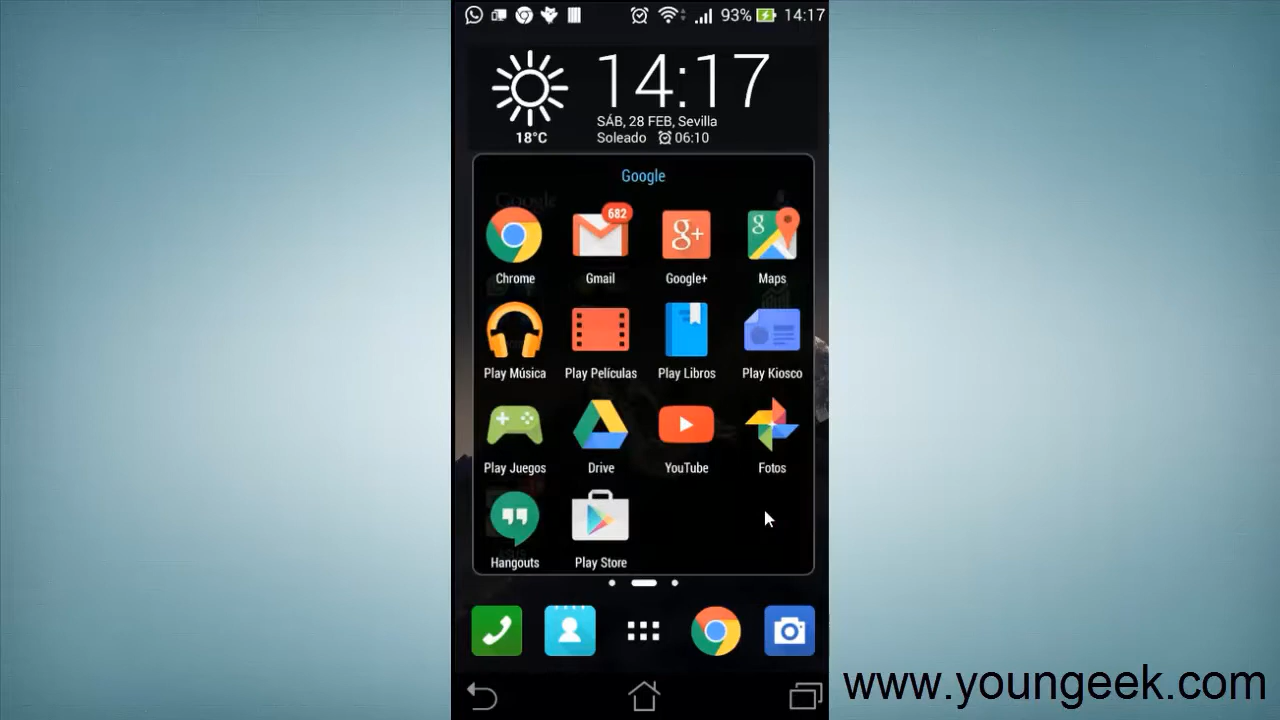 93% 14:17
14:17
SÁB, 28 FEB, Sevilla
18°C Soleado 06:10
Google
Google
682
Chrome Gmail Google+ Maps
Play Música Play Películas Play Libros Play Kiosco
Play Juegos Drive YouTube Fotos
Hangouts Play Store
www.youngeek.com